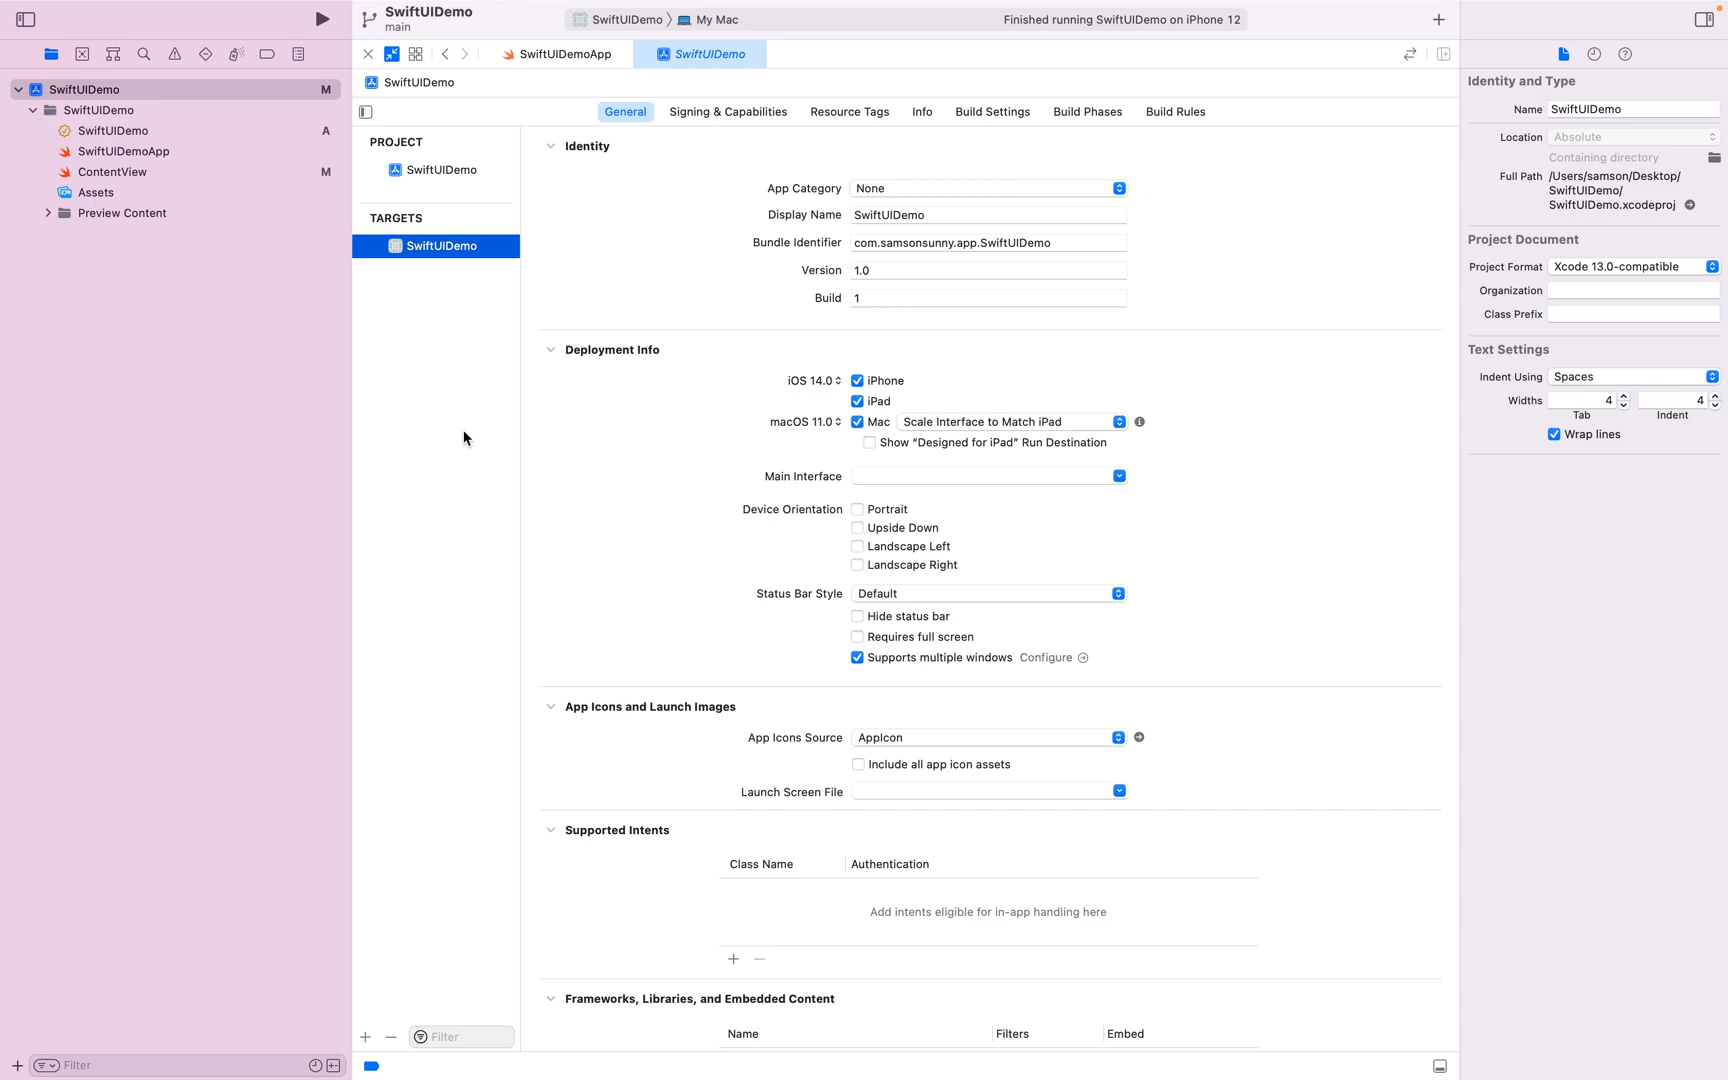 SwiftUIDemo
main
SwiftUIDemo 〉 My Mac
Finished running SwiftUIDemo on iPhone 12
SwiftUIDemoApp
SwiftUIDemo
SwiftUIDemo
SwiftUIDemo M
SwiftUIDemo
SwiftUIDemo A
SwiftUIDemoApp
ContentView M
Assets
Preview Content
Filter
General Signing & Capabilities Resource Tags Info Build Settings Build Phases Build Rules
PROJECT
SwiftUIDemo
TARGETS
SwiftUIDemo
Filter
Identity
App Category None
Display Name SwiftUIDemo
Bundle Identifier com.samsonsunny.app.SwiftUIDemo
Version 1.0
Build 1
Deployment Info
iOS 14.0 iPhone
iPad
macOS 11.0 Mac Scale Interface to Match iPad
Show “Designed for iPad” Run Destination
Main Interface
Device Orientation Portrait
Upside Down
Landscape Left
Landscape Right
Status Bar Style Default
Hide status bar
Requires full screen
Supports multiple windows Configure
App Icons and Launch Images
App Icons Source AppIcon
Include all app icon assets
Launch Screen File
Supported Intents
Class Name Authentication
Add intents eligible for in-app handling here
Frameworks, Libraries, and Embedded Content
Name Filters Embed
Identity and Type
Name SwiftUIDemo
Location Absolute
Containing directory
Full Path /Users/samson/Desktop/
SwiftUIDemo/
SwiftUIDemo.xcodeproj
Project Document
Project Format Xcode 13.0-compatible
Organization
Class Prefix
Text Settings
Indent Using Spaces
Widths 4 4
Tab Indent
Wrap lines